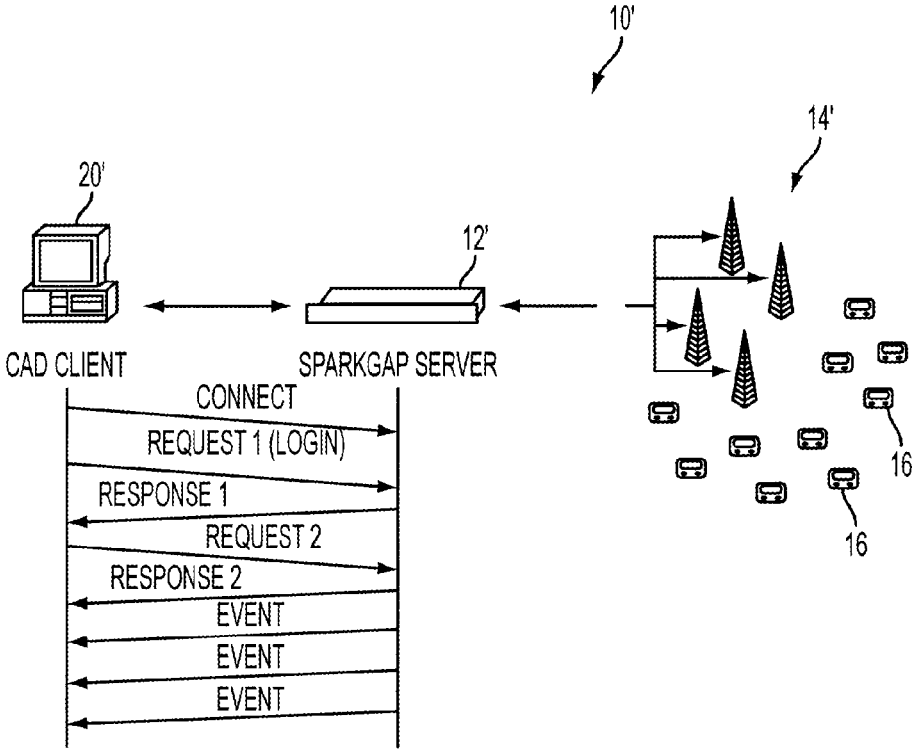 10'
14'
20'
12'
CAD CLIENT
SPARKGAP SERVER
CONNECT
REQUEST 1 (LOGIN)
RESPONSE 1
REQUEST 2
RESPONSE 2
EVENT
EVENT
EVENT
16
16